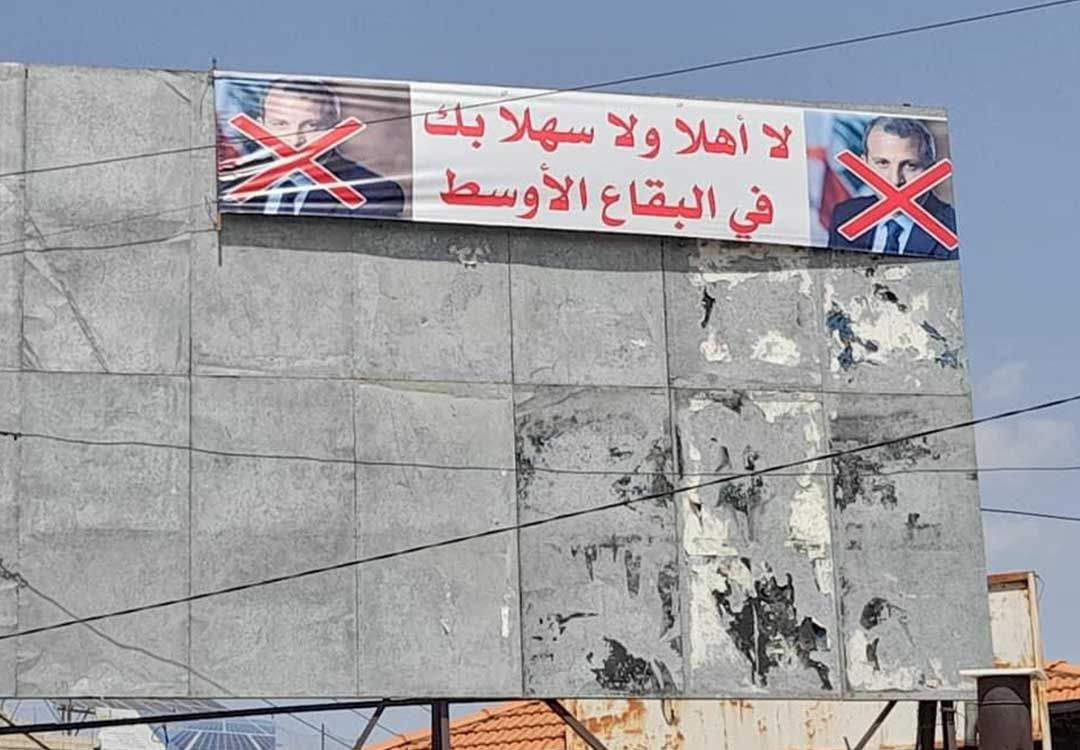 لا أهلاً ولا سهلاً بك
في البقاع الأوسط